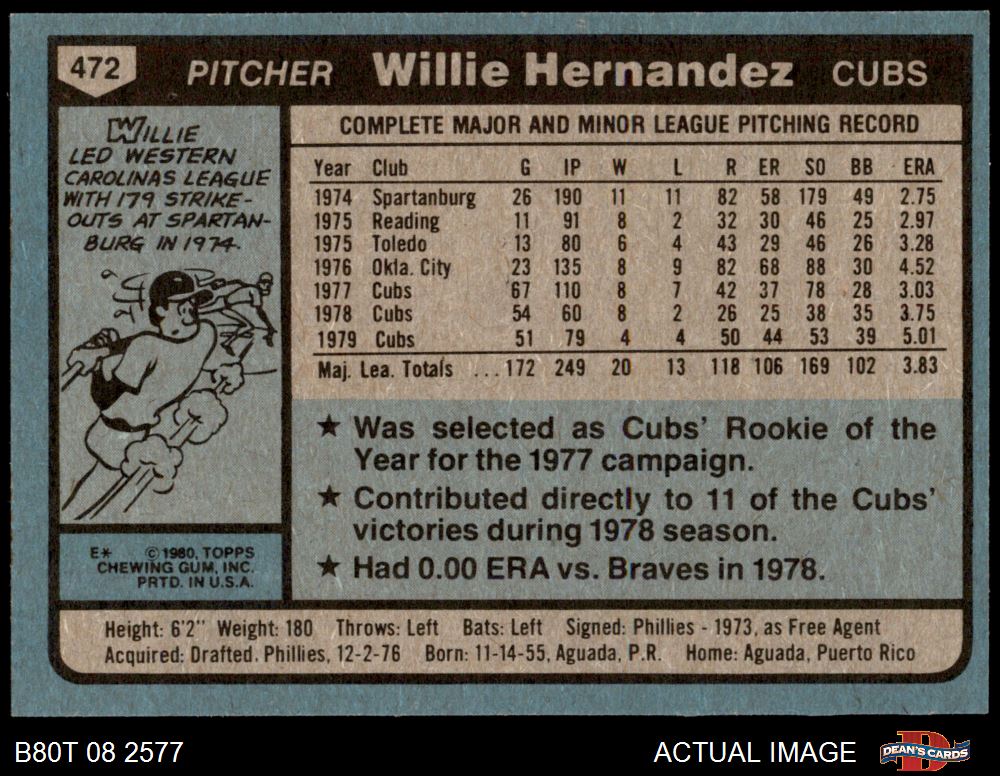 472 PITCHER Willie Hernandez CUBS
WILLIE
LED WESTERN
CAROLINAS LEAGUE
WITH 179 STRIKE-
OUTS AT SPARTAN-
BURG IN 1974.
E* ©1980, TOPPS
CHEWING GUM, INC.
PRTD. IN U.S.A.
COMPLETE MAJOR AND MINOR LEAGUE PITCHING RECORD
Year Club G IP W L R ER SO BB ERA
1974 Spartanburg 26 190 11 11 82 58 179 49 2.75
1975 Reading 11 91 8 2 32 30 46 25 2.97
1975 Toledo 13 80 6 4 43 29 46 26 3.28
1976 Okla. City 23 135 8 9 82 68 88 30 4.52
1977 Cubs 67 110 8 7 42 37 78 28 3.03
1978 Cubs 54 60 8 2 26 25 38 35 3.75
1979 Cubs 51 79 4 4 50 44 53 39 5.01
Maj. Lea. Totals ...172 249 20 13 118 106 169 102 3.83
★ Was selected as Cubs' Rookie of the
Year for the 1977 campaign.
★ Contributed directly to 11 of the Cubs'
victories during 1978 season.
★ Had 0.00 ERA vs. Braves in 1978.
Height: 6'2" Weight: 180 Throws: Left Bats: Left Signed: Phillies - 1973, as Free Agent
Acquired: Drafted. Phillies, 12-2-76 Born: 11-14-55, Aguada, P.R. Home: Aguada, Puerto Rico
B80T 08 2577 ACTUAL IMAGE DEAN'S CARDS